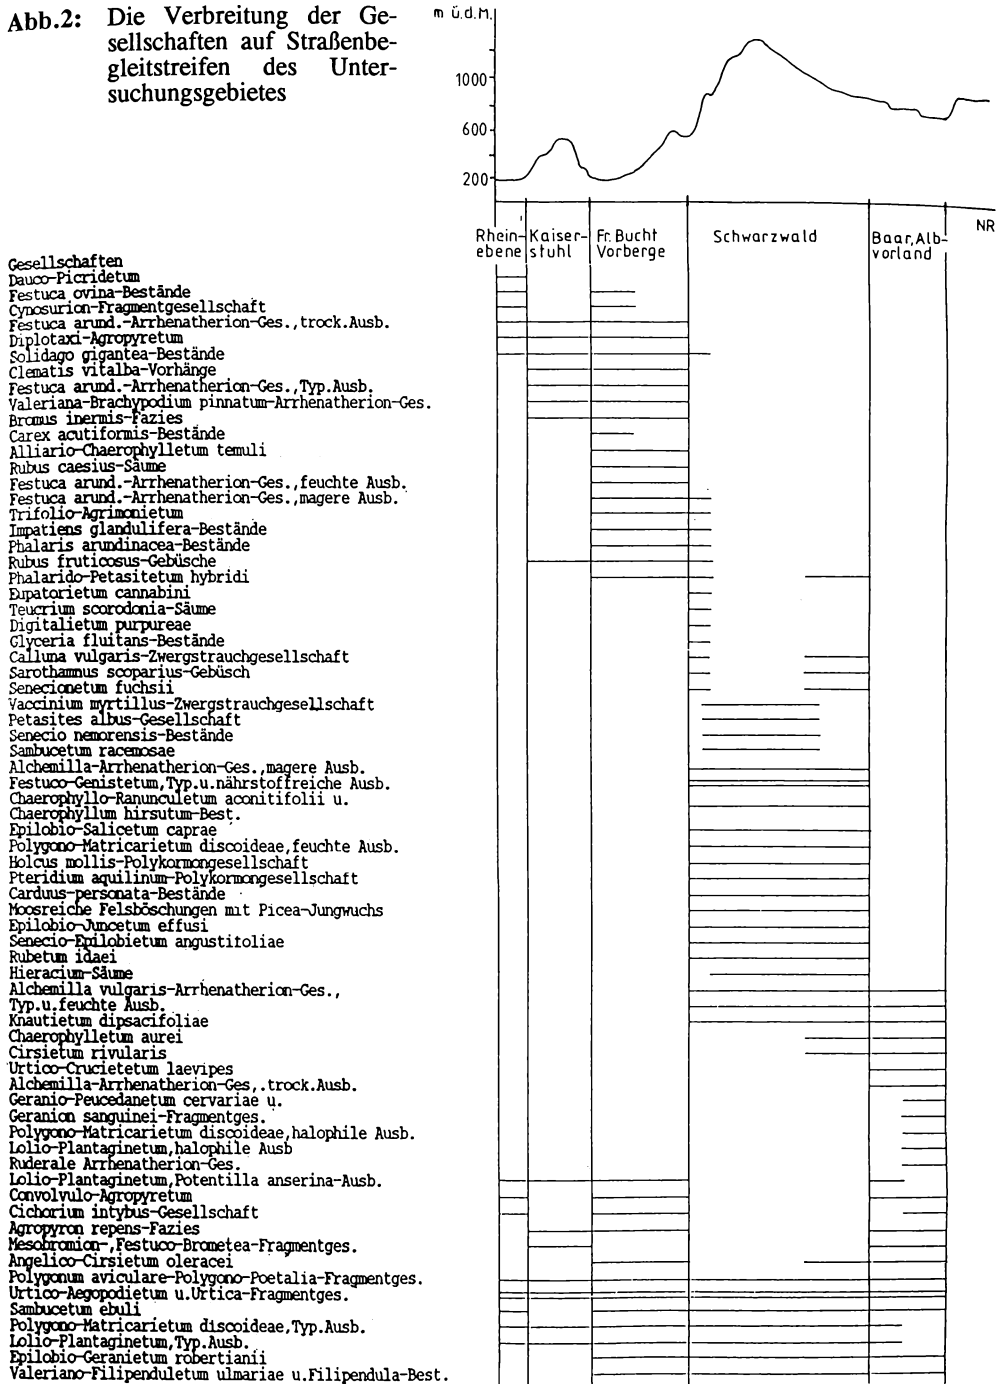 Abb.2: Die Verbreitung der Ge-
sellschaften auf Straßenbe-
gleitstreifen des Unter-
suchungsgebietes
m ü.d.M.
1000
600
200
NR
Rhein-
ebene
Kaiser-
stuhl
Fr. Bucht
Vorberge
Schwarzwald
Baar, Alb-
vorland
Gesellschaften
Dauco-Picridetum
Festuca ovina-Bestände
Cynosurion-Fragmentgesellschaft
Festuca arund.-Arrhenatherion-Ges.,trock.Ausb.
Diplotaxi-Agropyretum
Solidago gigantea-Bestände
Clematis vitalba-Vorhänge
Festuca arund.-Arrhenatherion-Ges.,Typ.Ausb.
Valeriana-Brachypodium pinnatum-Arrhenatherion-Ges.
Bromus inermis-Fazies
Carex acutiformis-Bestände
Alliario-Chaerophylletum temuli
Rubus caesius-Säume
Festuca arund.-Arrhenatherion-Ges.,feuchte Ausb.
Festuca arund.-Arrhenatherion-Ges.,magere Ausb.
Trifolio-Agrimonietum
Impatiens glandulifera-Bestände
Phalaris arundinacea-Bestände
Rubus fruticosus-Gebüsche
Phalarido-Petasitetum hybridi
Eupatorietum cannabini
Teucrium scorodonia-Säume
Digitalietum purpureae
Glyceria fluitans-Bestände
Calluna vulgaris-Zwergstrauchgesellschaft
Sarothamnus scoparius-Gebüsch
Senecionetum fuchsii
Vaccinium myrtillus-Zwergstrauchgesellschaft
Petasites albus-Gesellschaft
Senecio nemorensis-Bestände
Sambucetum racemosae
Alchemilla-Arrhenatherion-Ges.,magere Ausb.
Festuco-Genistetum,Typ.u.nährstoffreiche Ausb.
Chaerophyllo-Ranunculetum aconitifolii u.
Chaerophyllum hirsutum-Best.
Epilobio-Salicetum caprae
Polygono-Matricarietum discoideae,feuchte Ausb.
Holcus mollis-Polykormongesellschaft
Pteridium aquilinum-Polykormongesellschaft
Carduus-personata-Bestände
Moosreiche Felsböschungen mit Picea-Jungwuchs
Epilobio-Juncetum effusi
Senecio-Epilobietum angustitoliae
Rubetum idaei
Hieracium-Säume
Alchemilla vulgaris-Arrhenatherion-Ges.,
Typ.u.feuchte Ausb.
Knautietum dipsacifoliae
Chaerophylletum aurei
Cirsietum rivularis
Urtico-Crucietetum laevipes
Alchemilla-Arrhenatherion-Ges,.trock.Ausb.
Geranio-Peucedanetum cervariae u.
Geranion sanguinei-Fragmentges.
Polygono-Matricarietum discoideae,halophile Ausb.
Lolio-Plantaginetum,halophile Ausb
Ruderale Arrhenatherion-Ges.
Lolio-Plantaginetum,Potentilla anserina-Ausb.
Convolvulo-Agropyretum
Cichorium intybus-Gesellschaft
Agropyron repens-Fazies
Mesobromion-,Festuco-Brometea-Fragmentges.
Angelico-Cirsietum oleracei
Polygonum aviculare-Polygono-Poetalia-Fragmentges.
Urtico-Aegopodietum u.Urtica-Fragmentges.
Sambucetum ebuli
Polygono-Matricarietum discoideae,Typ.Ausb.
Lolio-Plantaginetum,Typ.Ausb.
Epilobio-Geranietum robertianii
Valeriano-Filipenduletum ulmariae u.Filipendula-Best.